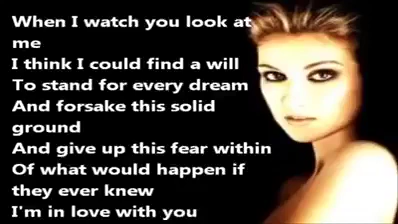 When I watch you look at
me
I think I could find a will
To stand for every dream
And forsake this solid
ground
And give up this fear within
Of what would happen if
they ever knew
I'm in love with you